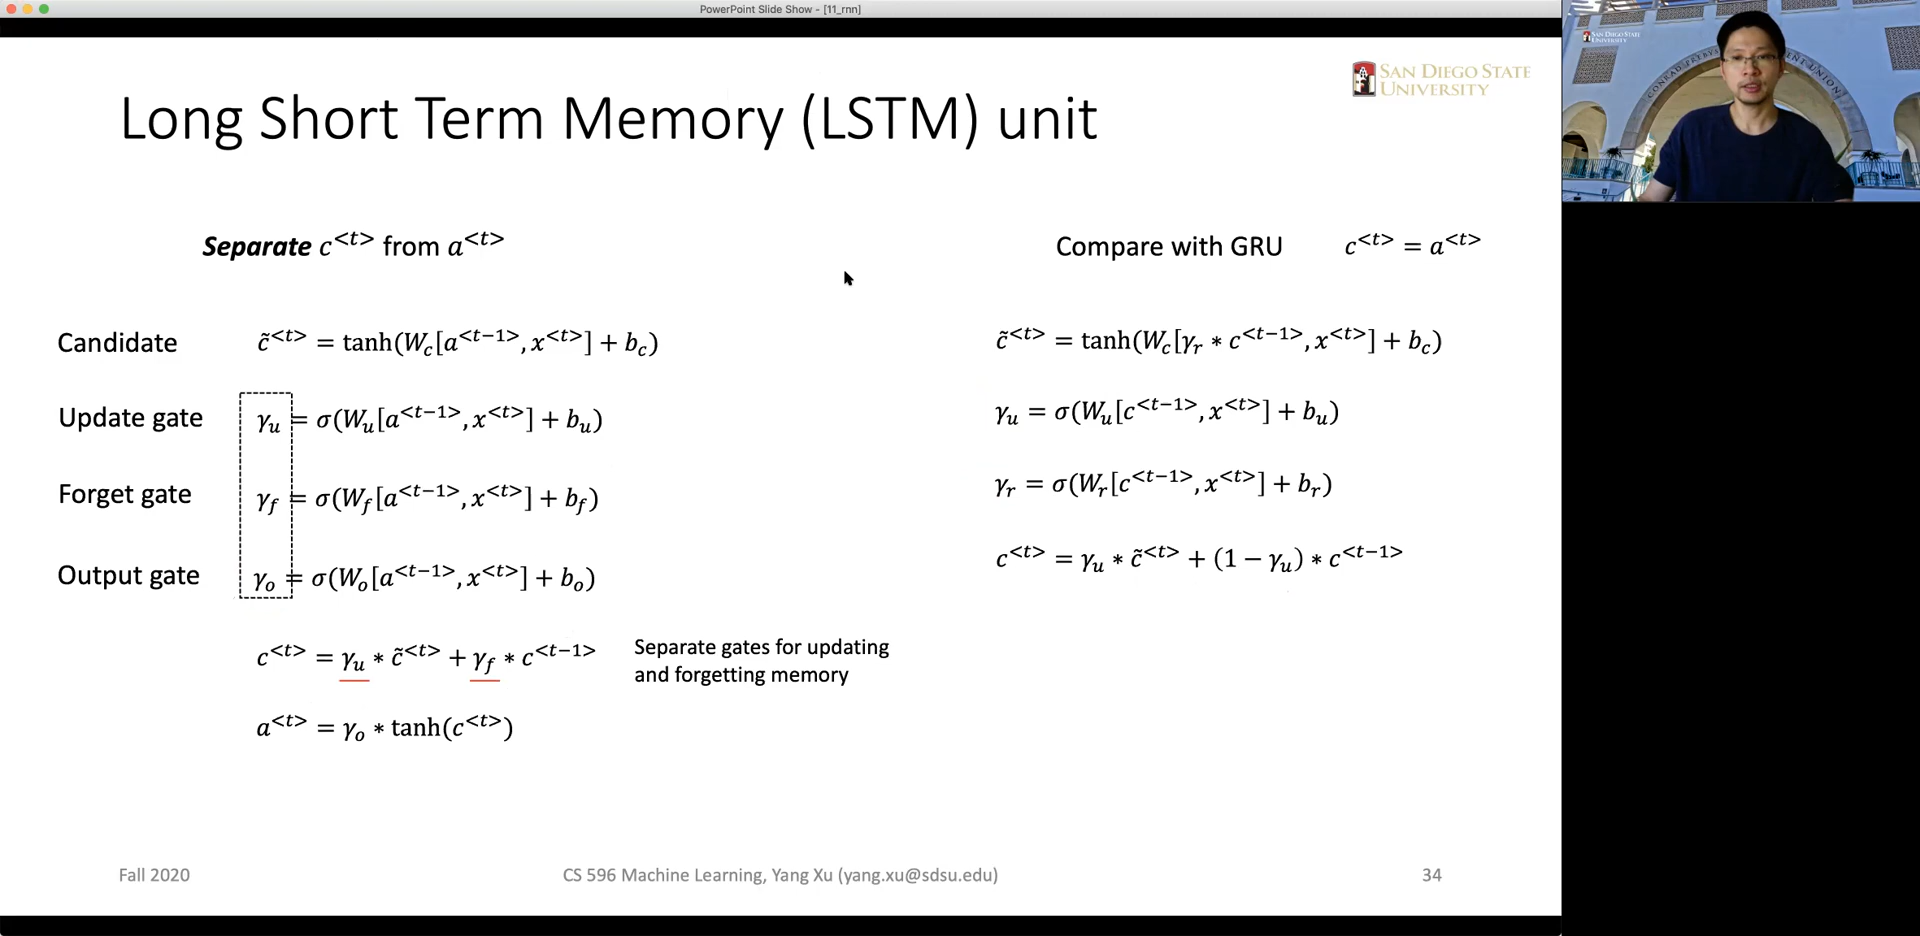 PowerPoint Slide Show - [11_rnn]
SAN DIEGO STATE
UNIVERSITY
Long Short Term Memory (LSTM) unit
Separate c<t> from a<t>
Compare with GRU c<t> = a<t>
Candidate c̃<t> = tanh(Wc[a<t−1>, x<t>] + bc)
c̃<t> = tanh(Wc[γr * c<t−1>, x<t>] + bc)
Update gate γu = σ(Wu[a<t−1>, x<t>] + bu)
γu = σ(Wu[c<t−1>, x<t>] + bu)
Forget gate γf = σ(Wf[a<t−1>, x<t>] + bf)
γr = σ(Wr[c<t−1>, x<t>] + br)
Output gate γo = σ(Wo[a<t−1>, x<t>] + bo)
c<t> = γu * c̃<t> + (1 − γu) * c<t−1>
c<t> = γu * c̃<t> + γf * c<t−1>
Separate gates for updating
and forgetting memory
a<t> = γo * tanh(c<t>)
Fall 2020
CS 596 Machine Learning, Yang Xu (yang.xu@sdsu.edu)
34
SAN DIEGO STATE
UNIVERSITY